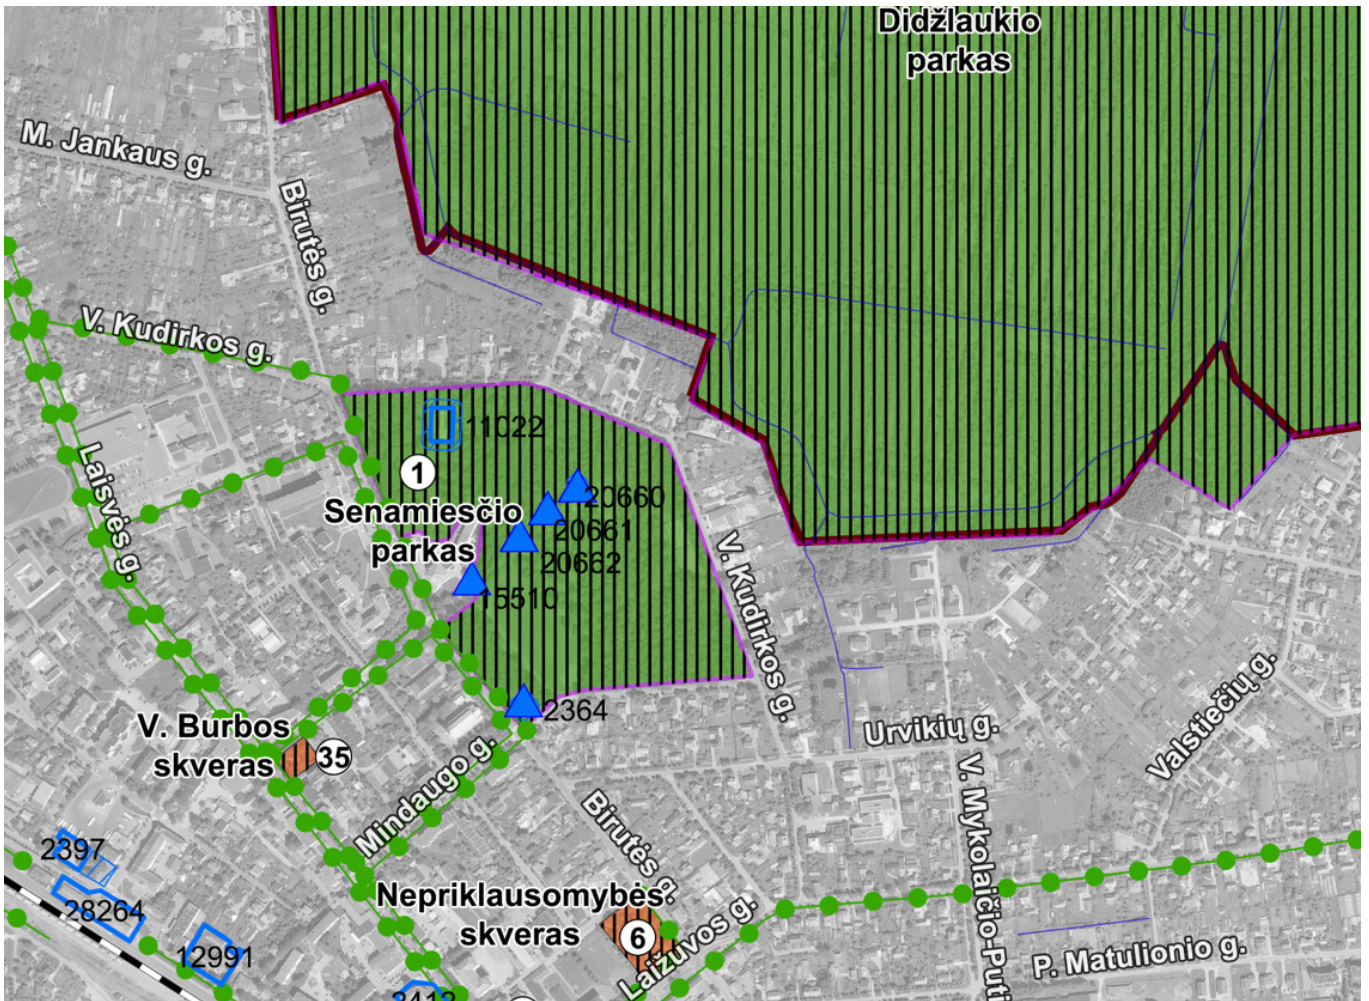 Didžlaukio
parkas
M. Jankaus g.
Birutės g.
V. Kudirkos g.
11022
Laisvės g.
1
Senamiesčio
parkas
20660
20661
20662
15510
V. Kudirkos g.
2364
V. Burbos
skveras
35
Mindaugo g.
Urvikių g.
Valstiečių g.
V. Mykolaičio-Puti
Birutės g.
2397
28264
12991
Nepriklausomybės
skveras
6
Laižuvos g.
P. Matulionio g.